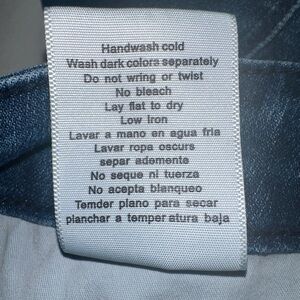 Handwash cold
Wash dark colors separately
Do not wring or twist
No bleach
Lay flat to dry
Low iron
Lavar a mano en agua fria
Lavar ropa oscurs
separ ademente
No seque ni tuerza
No acepta blanqueo
Temder plano para secar
planchar a temper atura baja